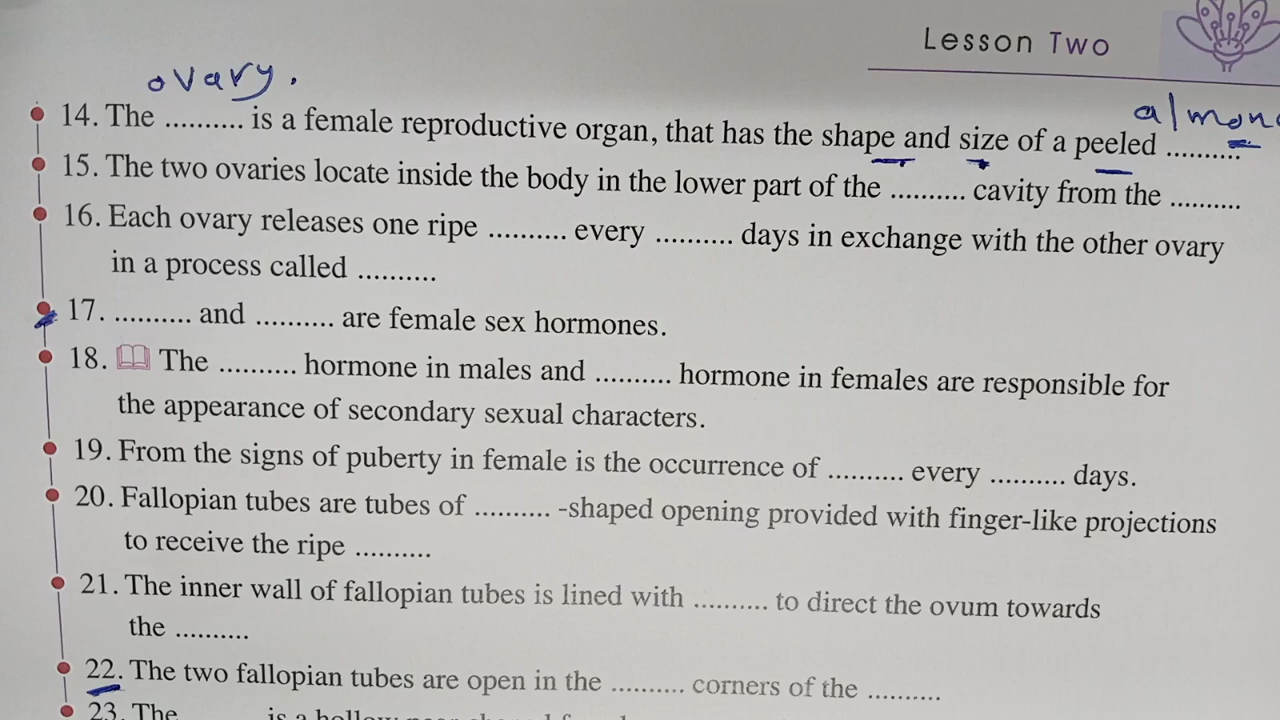 Lesson Two
ovary.
almon
14. The .......... is a female reproductive organ, that has the shape and size of a peeled ..........
15. The two ovaries locate inside the body in the lower part of the .......... cavity from the ..........
16. Each ovary releases one ripe .......... every .......... days in exchange with the other ovary
in a process called ..........
17. .......... and .......... are female sex hormones.
18. The .......... hormone in males and .......... hormone in females are responsible for
the appearance of secondary sexual characters.
19. From the signs of puberty in female is the occurrence of .......... every .......... days.
20. Fallopian tubes are tubes of .......... -shaped opening provided with finger-like projections
to receive the ripe ..........
21. The inner wall of fallopian tubes is lined with .......... to direct the ovum towards
the ..........
22. The two fallopian tubes are open in the .......... corners of the ..........
23. The is a hollow